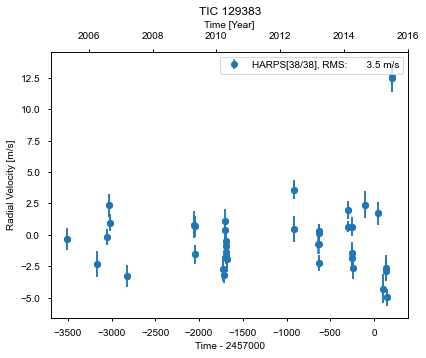 TIC 129383
Time [Year]
2006 2008 2010 2012 2014 2016
HARPS[38/38], RMS: 3.5 m/s
12.5
10.0
7.5
5.0
2.5
0.0
−2.5
−5.0
Radial Velocity [m/s]
−3500 −3000 −2500 −2000 −1500 −1000 −500 0
Time - 2457000